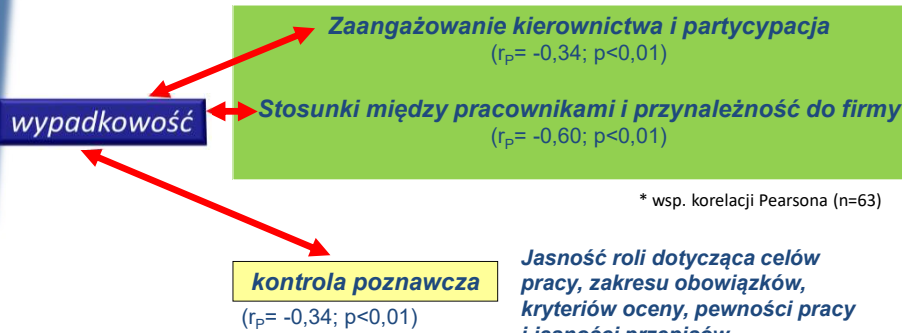 Zaangażowanie kierownictwa i partycypacja
(rP= -0,34; p<0,01)
wypadkowość
Stosunki między pracownikami i przynależność do firmy
(rP= -0,60; p<0,01)
* wsp. korelacji Pearsona (n=63)
kontrola poznawcza
(rP= -0,34; p<0,01)
Jasność roli dotycząca celów
pracy, zakresu obowiązków,
kryteriów oceny, pewności pracy
i jasności przepisów